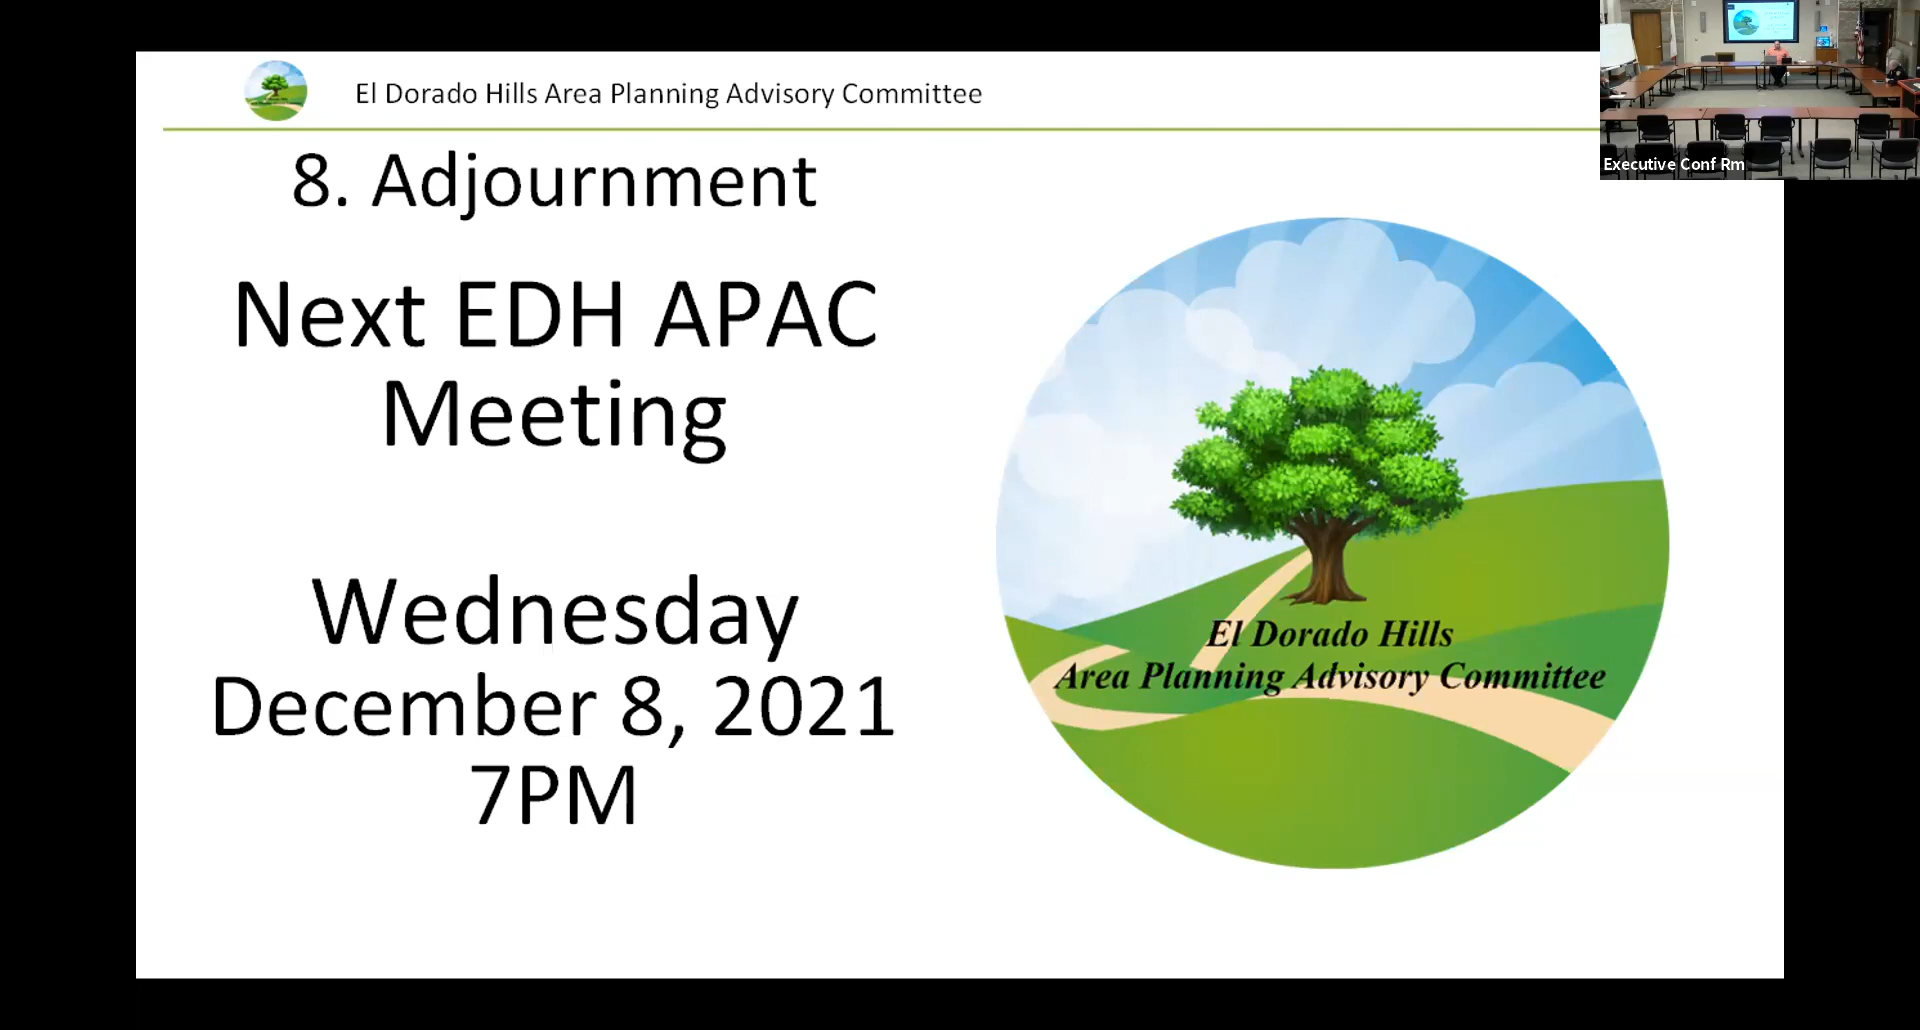 El Dorado Hills Area Planning Advisory Committee
Executive Conf Rm
8. Adjournment
Next EDH APAC
Meeting
Wednesday
December 8, 2021
7PM
El Dorado Hills
Area Planning Advisory Committee